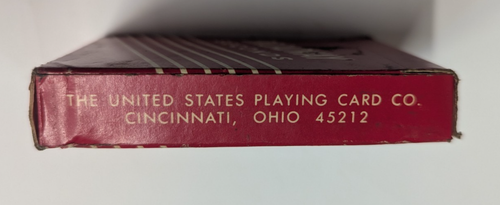 THE UNITED STATES PLAYING CARD CO.
CINCINNATI, OHIO 45212